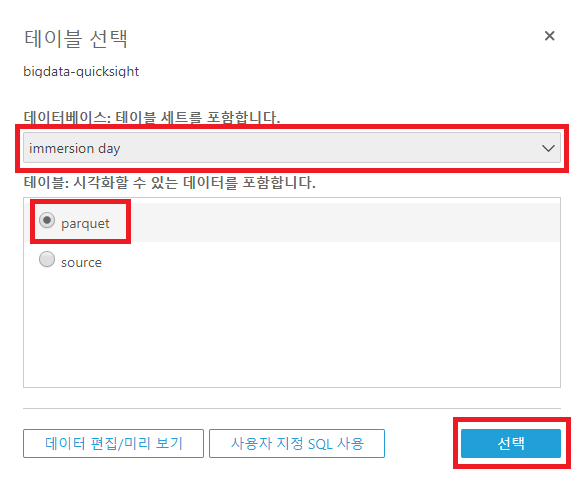 테이블 선택
bigdata-quicksight
데이터베이스: 테이블 세트를 포함합니다.
immersion day
테이블: 시각화할 수 있는 데이터를 포함합니다.
parquet
source
데이터 편집/미리 보기
사용자 지정 SQL 사용
선택